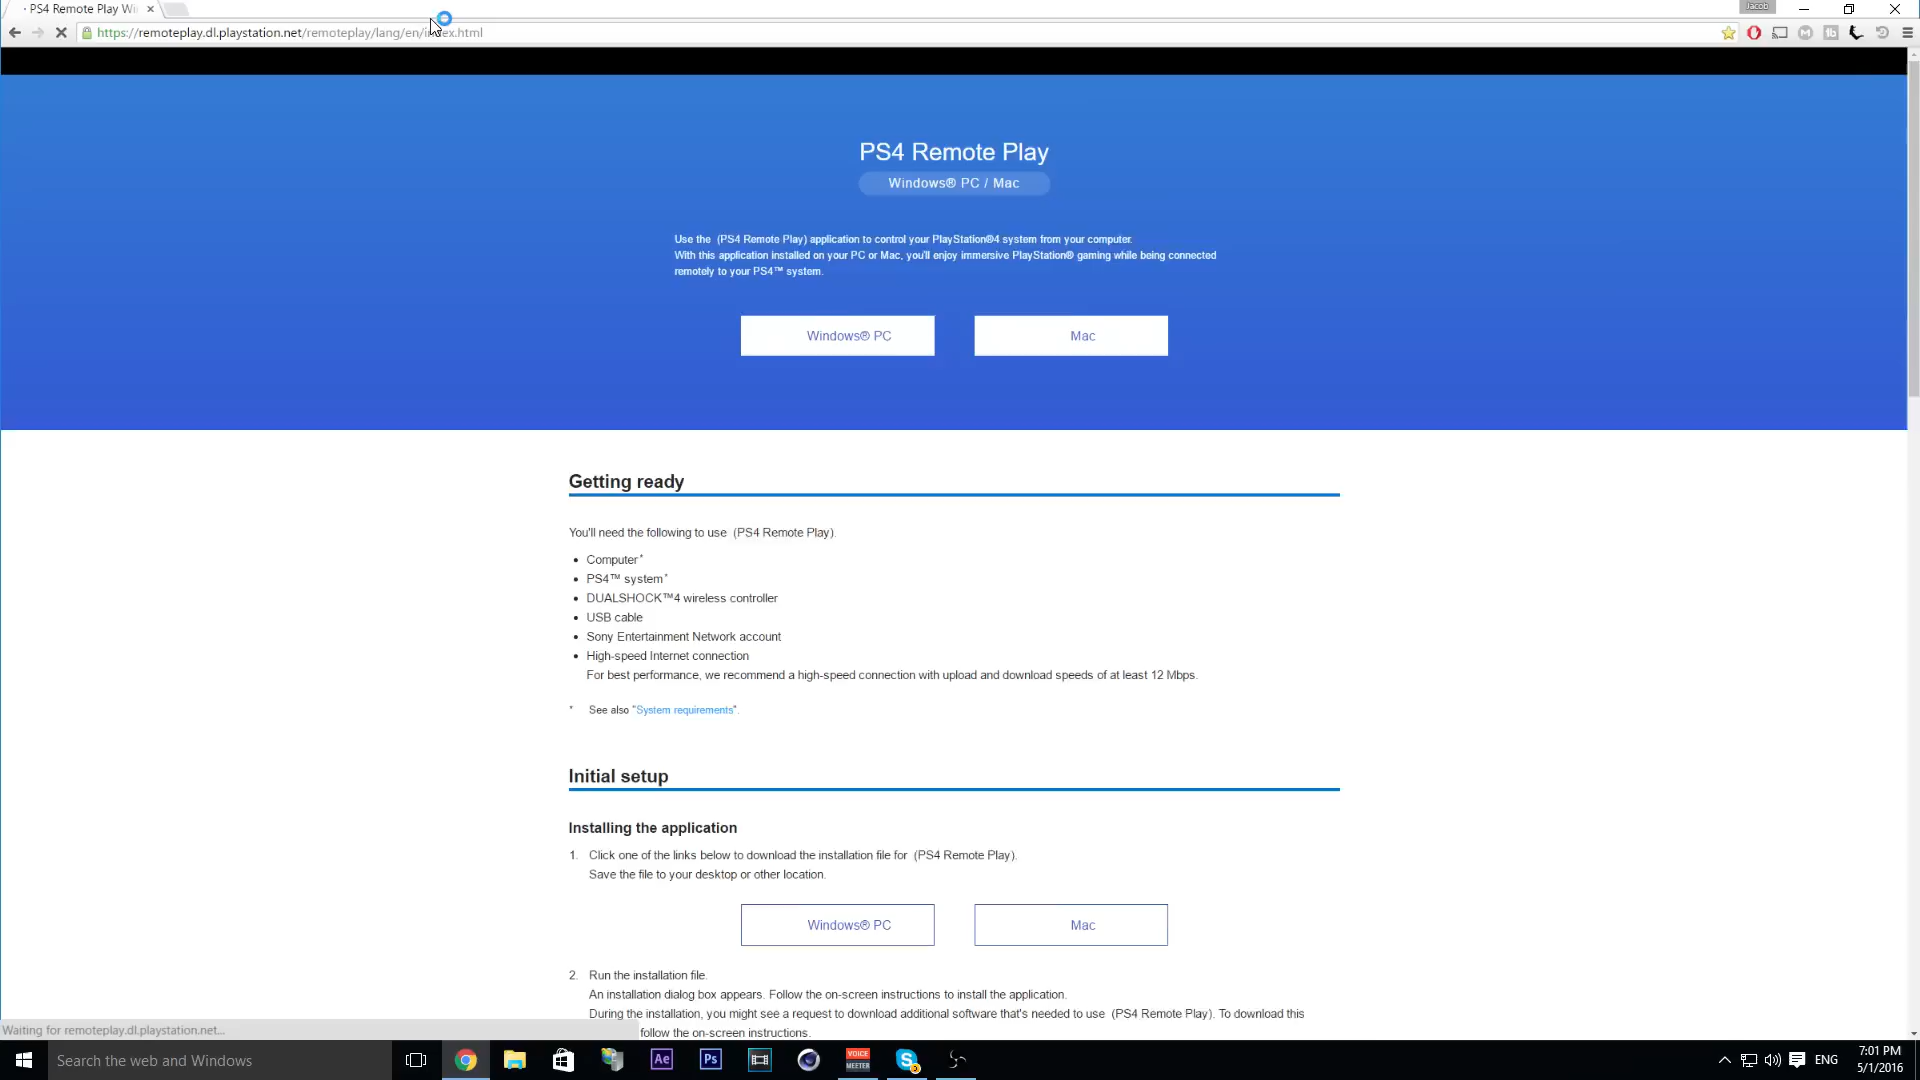 · PS4 Remote Play Wi
Jacob
https://remoteplay.dl.playstation.net/remoteplay/lang/en/index.html
PS4 Remote Play
Windows® PC / Mac
Use the (PS4 Remote Play) application to control your PlayStation®4 system from your computer.
With this application installed on your PC or Mac, you'll enjoy immersive PlayStation® gaming while being connected
remotely to your PS4™ system.
Windows® PC
Mac
Getting ready
You'll need the following to use (PS4 Remote Play).
• Computer*
• PS4™ system*
• DUALSHOCK™4 wireless controller
• USB cable
• Sony Entertainment Network account
• High-speed Internet connection
For best performance, we recommend a high-speed connection with upload and download speeds of at least 12 Mbps.
* See also "System requirements".
Initial setup
Installing the application
1. Click one of the links below to download the installation file for (PS4 Remote Play).
Save the file to your desktop or other location.
Windows® PC
Mac
2. Run the installation file.
An installation dialog box appears. Follow the on-screen instructions to install the application.
During the installation, you might see a request to download additional software that's needed to use (PS4 Remote Play). To download this
follow the on-screen instructions.
Waiting for remoteplay.dl.playstation.net...
Search the web and Windows
Ae
Ps
VOICE
MEETER
ENG
7:01 PM
5/1/2016